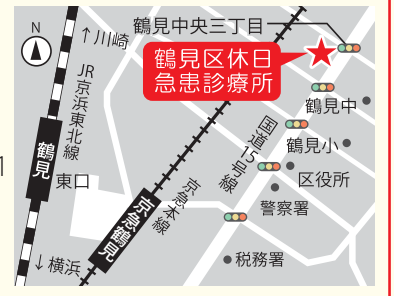 N
↑川崎
鶴見中央三丁目
鶴見区休日
急患診療所
JR京浜東北線
鶴見
東口
鶴見中
国道15号線
鶴見小
区役所
京急本線
京急鶴見
警察署
↓横浜
税務署
1